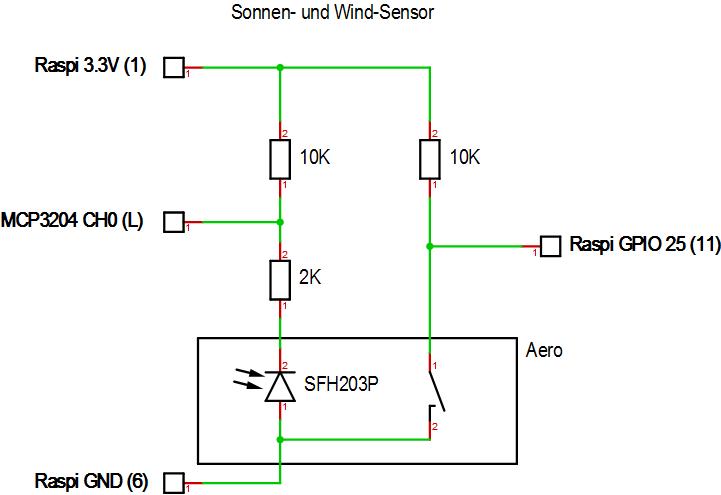 Sonnen- und Wind-Sensor
Raspi 3.3V (1)
1
2
2
10K
10K
1
1
MCP3204 CH0 (L)
1
Raspi GPIO 25 (11)
1
2
2K
1
Aero
2
1
SFH203P
1
2
Raspi GND (6)
1